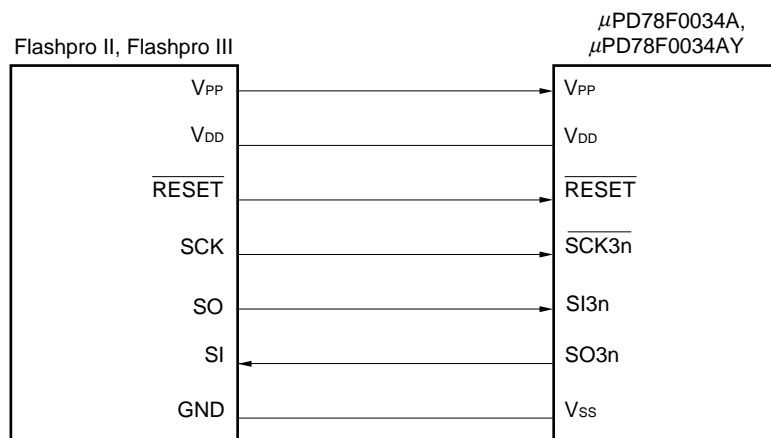 Flashpro II, Flashpro III
μPD78F0034A,
μPD78F0034AY
VPP VPP
VDD VDD
RESET RESET
SCK SCK3n
SO SI3n
SI SO3n
GND VSS